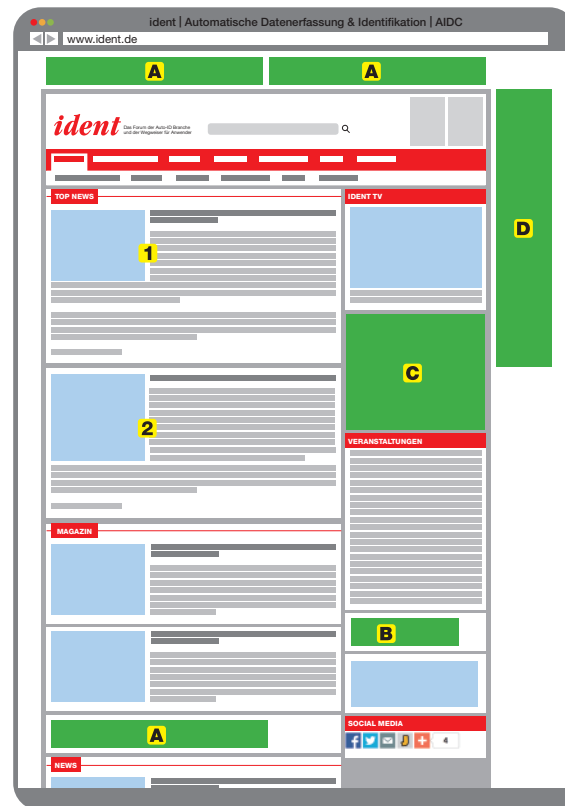 ident | Automatische Datenerfassung & Identifikation | AIDC
www.ident.de
A
A
ident
Das Forum der Auto-ID Branche
und der Wegweiser für Anwender
TOP NEWS
IDENT TV
D
1
C
2
VERANSTALTUNGEN
MAGAZIN
B
SOCIAL MEDIA
4
A
NEWS